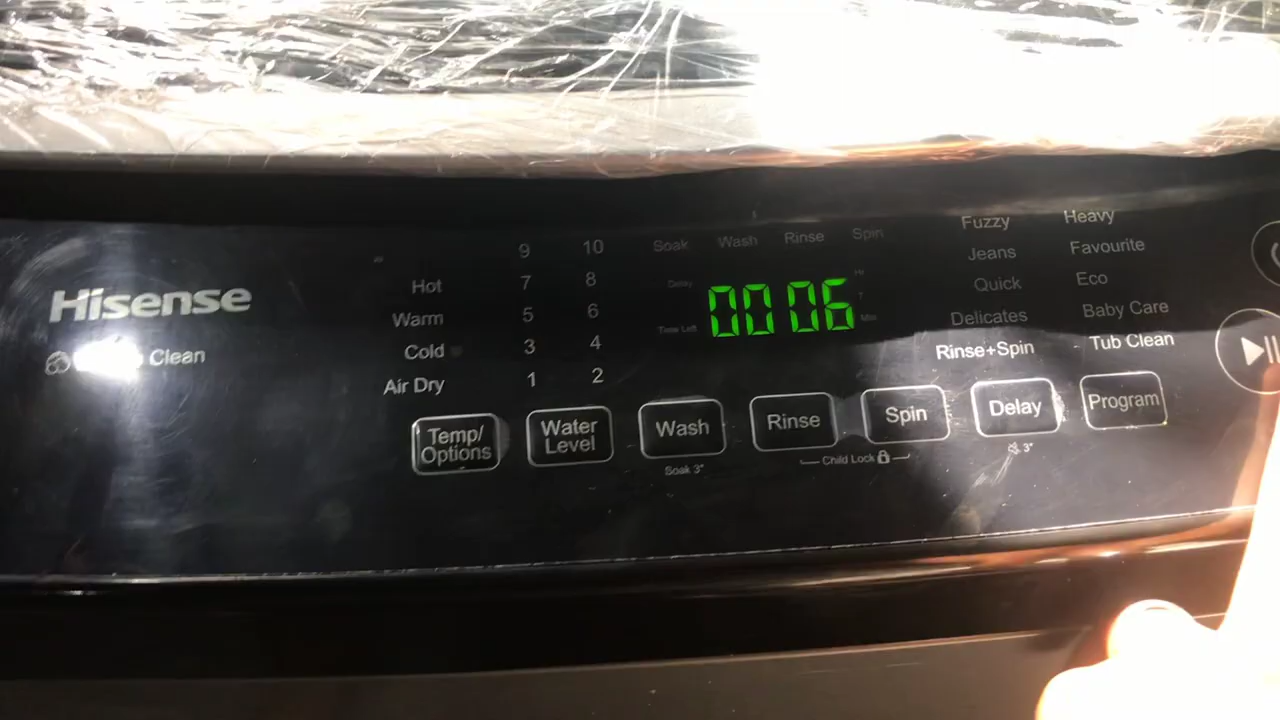 Hisense
Clean
Hot
Warm
Cold
Air Dry
9 10
7 8
5 6
3 4
1 2
Soak Wash Rinse Spin
Delay
Time Left
00 06
Hr
Min
Fuzzy Heavy
Jeans Favourite
Quick Eco
Delicates Baby Care
Rinse+Spin Tub Clean
Temp/
Options
Water
Level
Wash
Rinse
Spin
Delay
Program
Soak 3"
Child Lock
3"